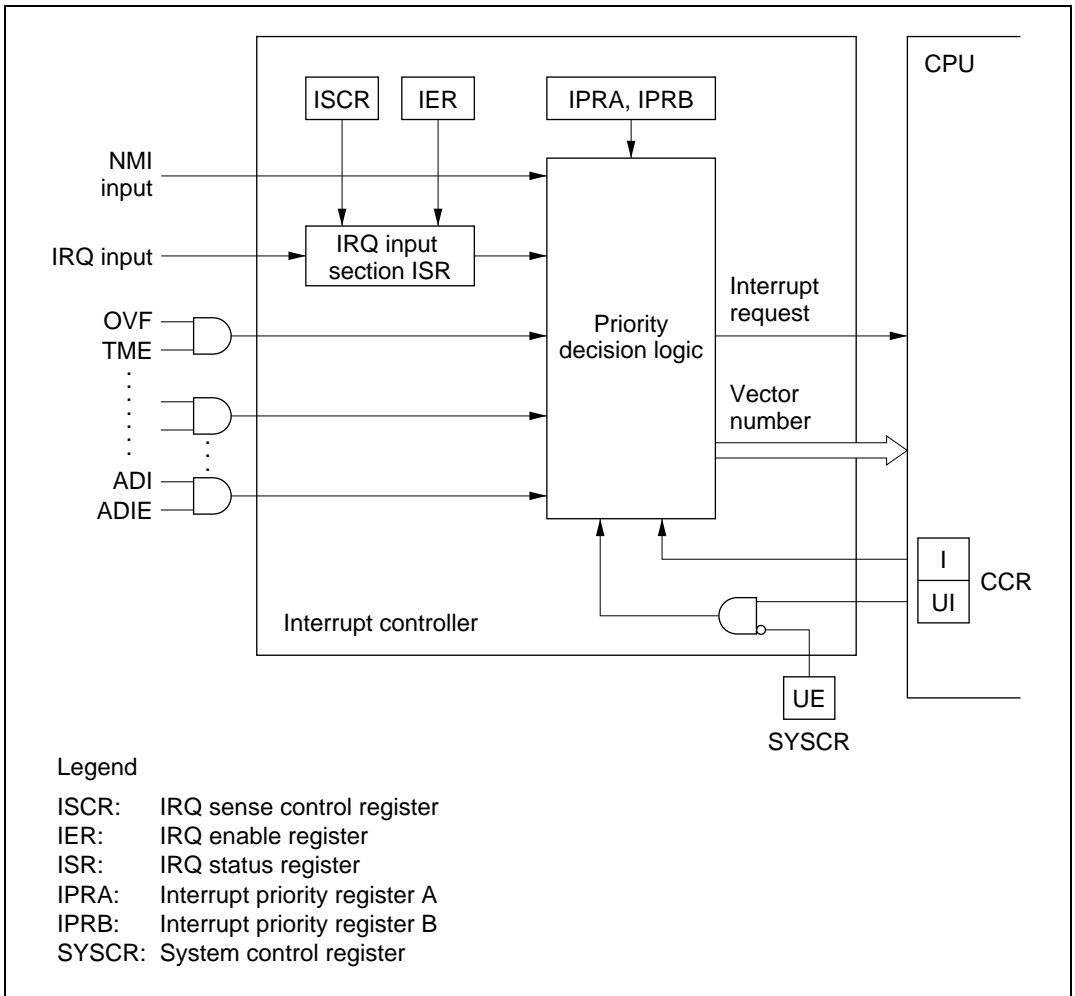 CPU
ISCR
IER
IPRA, IPRB
NMI
input
IRQ input
IRQ input
section ISR
OVF
TME
Priority
decision logic
Interrupt
request
Vector
number
ADI
ADIE
I
UI
CCR
Interrupt controller
UE
SYSCR
Legend
ISCR: IRQ sense control register
IER: IRQ enable register
ISR: IRQ status register
IPRA: Interrupt priority register A
IPRB: Interrupt priority register B
SYSCR: System control register